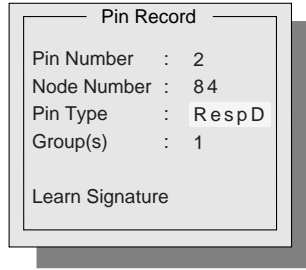 Pin Record
Pin Number : 2
Node Number : 84
Pin Type : RespD
Group(s) : 1
Learn Signature